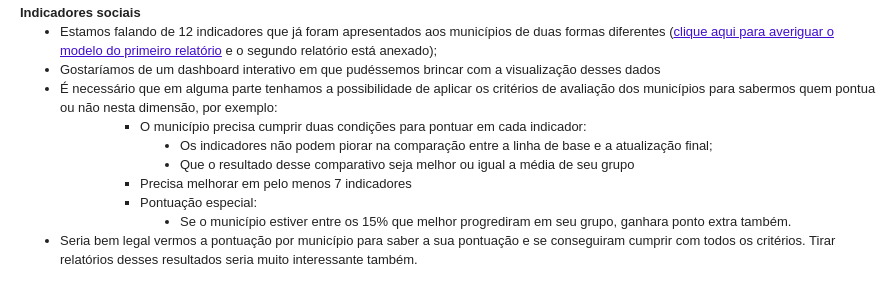 Indicadores sociais
Estamos falando de 12 indicadores que já foram apresentados aos municípios de duas formas diferentes (clique aqui para averiguar o
modelo do primeiro relatório e o segundo relatório está anexado);
Gostaríamos de um dashboard interativo em que pudéssemos brincar com a visualização desses dados
É necessário que em alguma parte tenhamos a possibilidade de aplicar os critérios de avaliação dos municípios para sabermos quem pontua
ou não nesta dimensão, por exemplo:
O município precisa cumprir duas condições para pontuar em cada indicador:
Os indicadores não podem piorar na comparação entre a linha de base e a atualização final;
Que o resultado desse comparativo seja melhor ou igual a média de seu grupo
Precisa melhorar em pelo menos 7 indicadores
Pontuação especial:
Se o município estiver entre os 15% que melhor progrediram em seu grupo, ganhara ponto extra também.
Seria bem legal vermos a pontuação por município para saber a sua pontuação e se conseguiram cumprir com todos os critérios. Tirar
relatórios desses resultados seria muito interessante também.